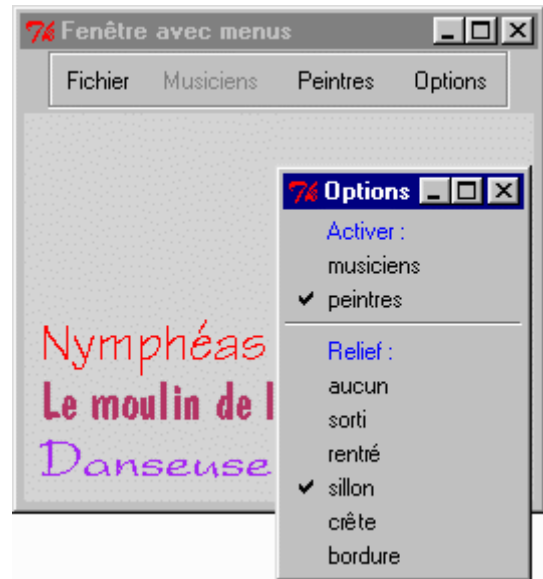 Fenêtre avec menus
Fichier Musiciens Peintres Options
Options
Activer :
musiciens
peintres
Relief :
aucun
sorti
rentré
sillon
crête
bordure
Nymphéas
Le moulin de l
Danseuse